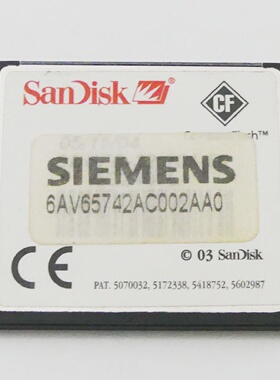 SanDisk
CF
SIEMENS
6AV65742AC002AA0
CE
© 03 SanDisk
PAT. 5070032, 5172338, 5418752, 5602987